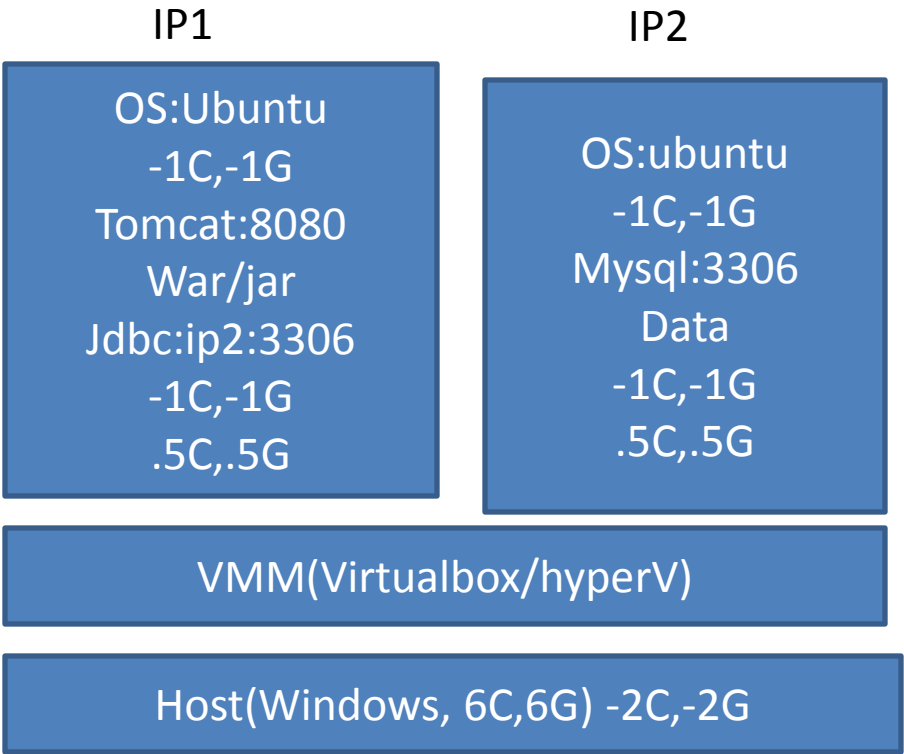 IP1
OS:Ubuntu
-1C,-1G
Tomcat:8080
War/jar
Jdbc:ip2:3306
-1C,-1G
.5C,.5G
IP2
OS:ubuntu
-1C,-1G
Mysql:3306
Data
-1C,-1G
.5C,.5G
VMM(Virtualbox/hyperV)
Host(Windows, 6C,6G) -2C,-2G